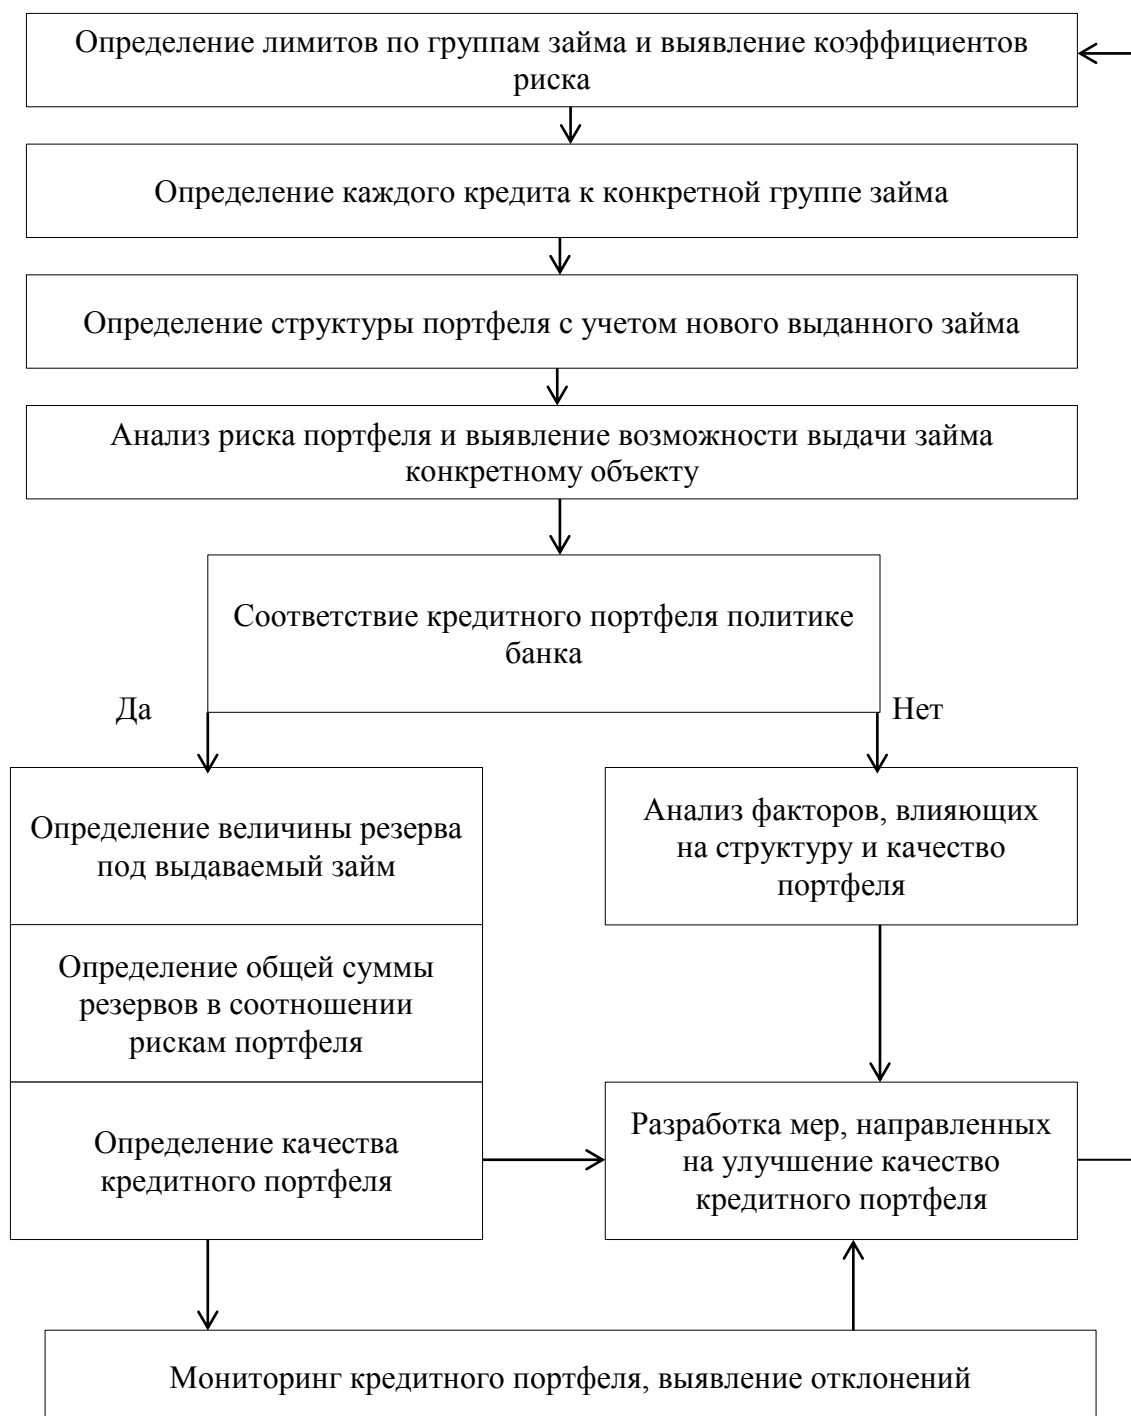 Определение лимитов по группам займа и выявление коэффициентов
риска
Определение каждого кредита к конкретной группе займа
Определение структуры портфеля с учетом нового выданного займа
Анализ риска портфеля и выявление возможности выдачи займа
конкретному объекту
Соответствие кредитного портфеля политике
банка
Да
Нет
Определение величины резерва
под выдаваемый займ
Определение общей суммы
резервов в соотношении
рискам портфеля
Определение качества
кредитного портфеля
Анализ факторов, влияющих
на структуру и качество
портфеля
Разработка мер, направленных
на улучшение качество
кредитного портфеля
Мониторинг кредитного портфеля, выявление отклонений